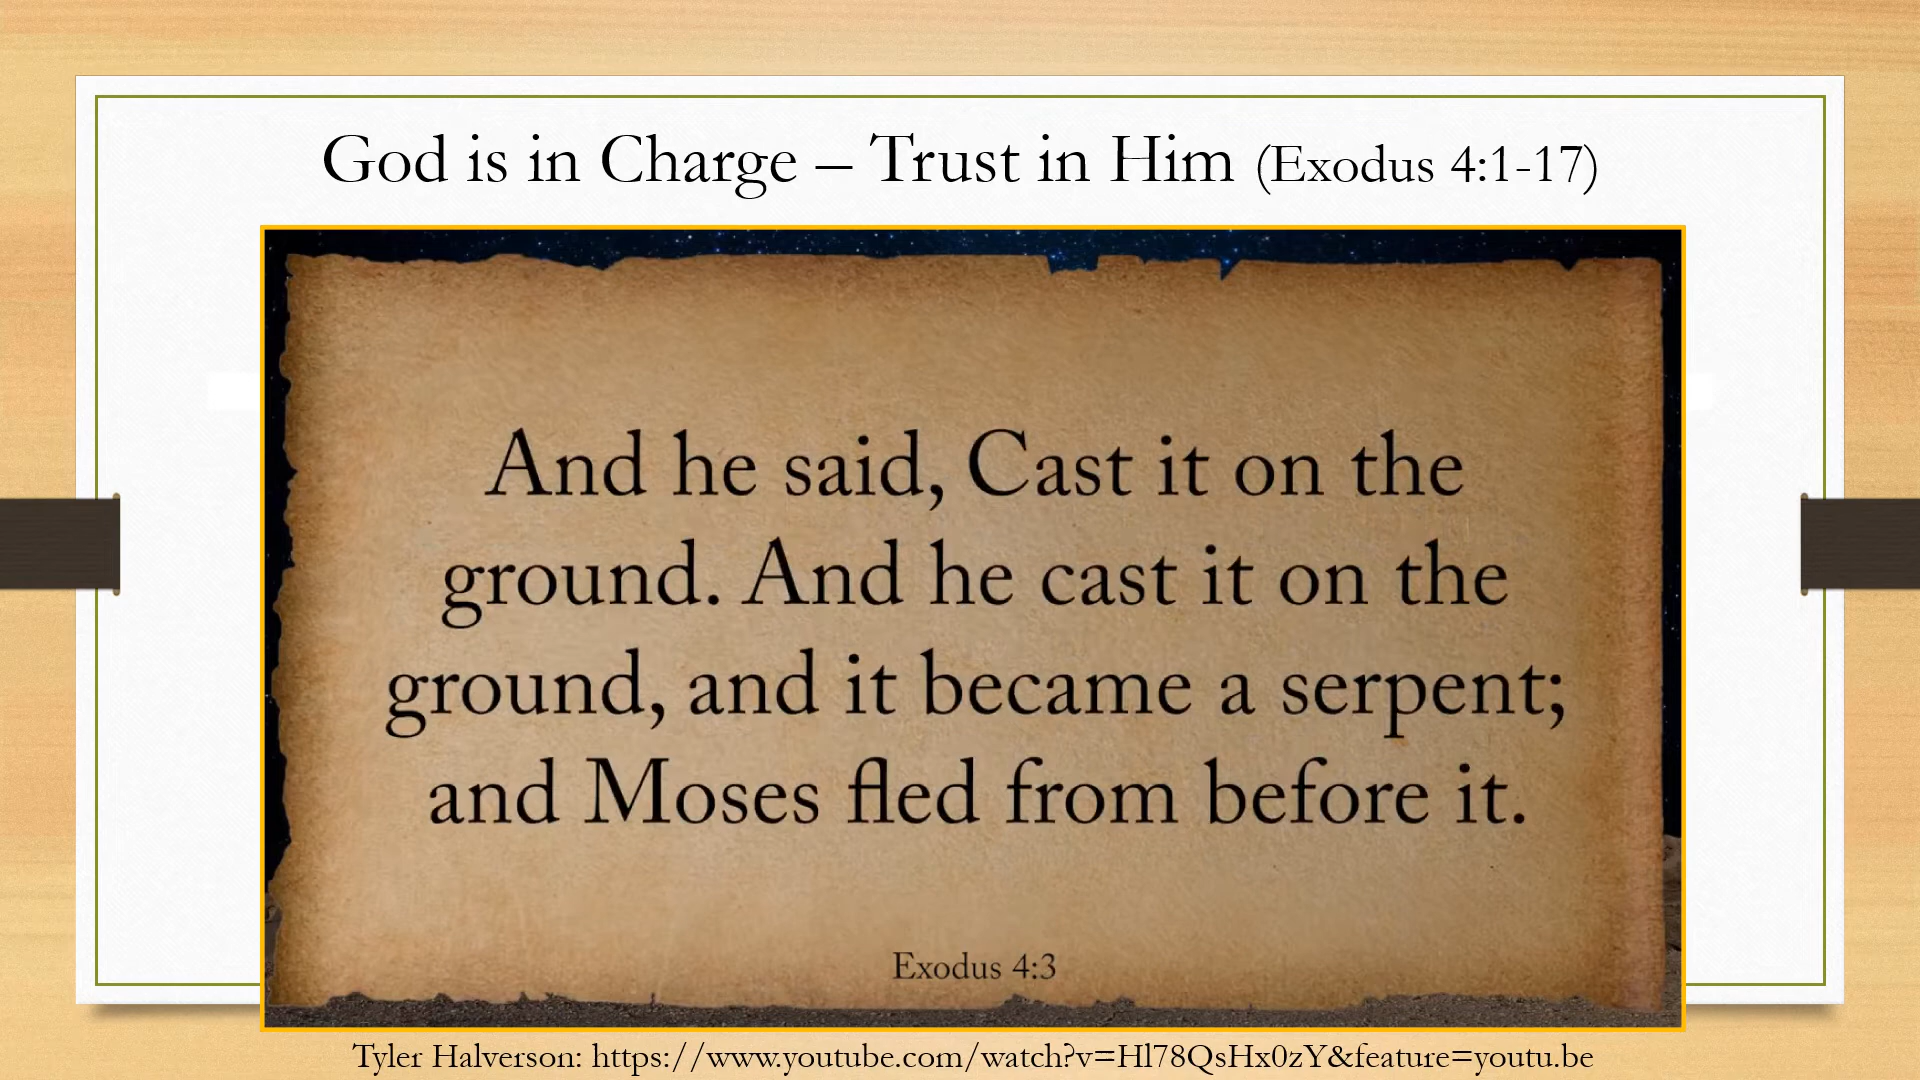 God is in Charge – Trust in Him (Exodus 4:1-17)
And he said, Cast it on the
ground. And he cast it on the
ground, and it became a serpent;
and Moses fled from before it.
Exodus 4:3
Tyler Halverson: https://www.youtube.com/watch?v=Hl78QsHx0zY&feature=youtu.be